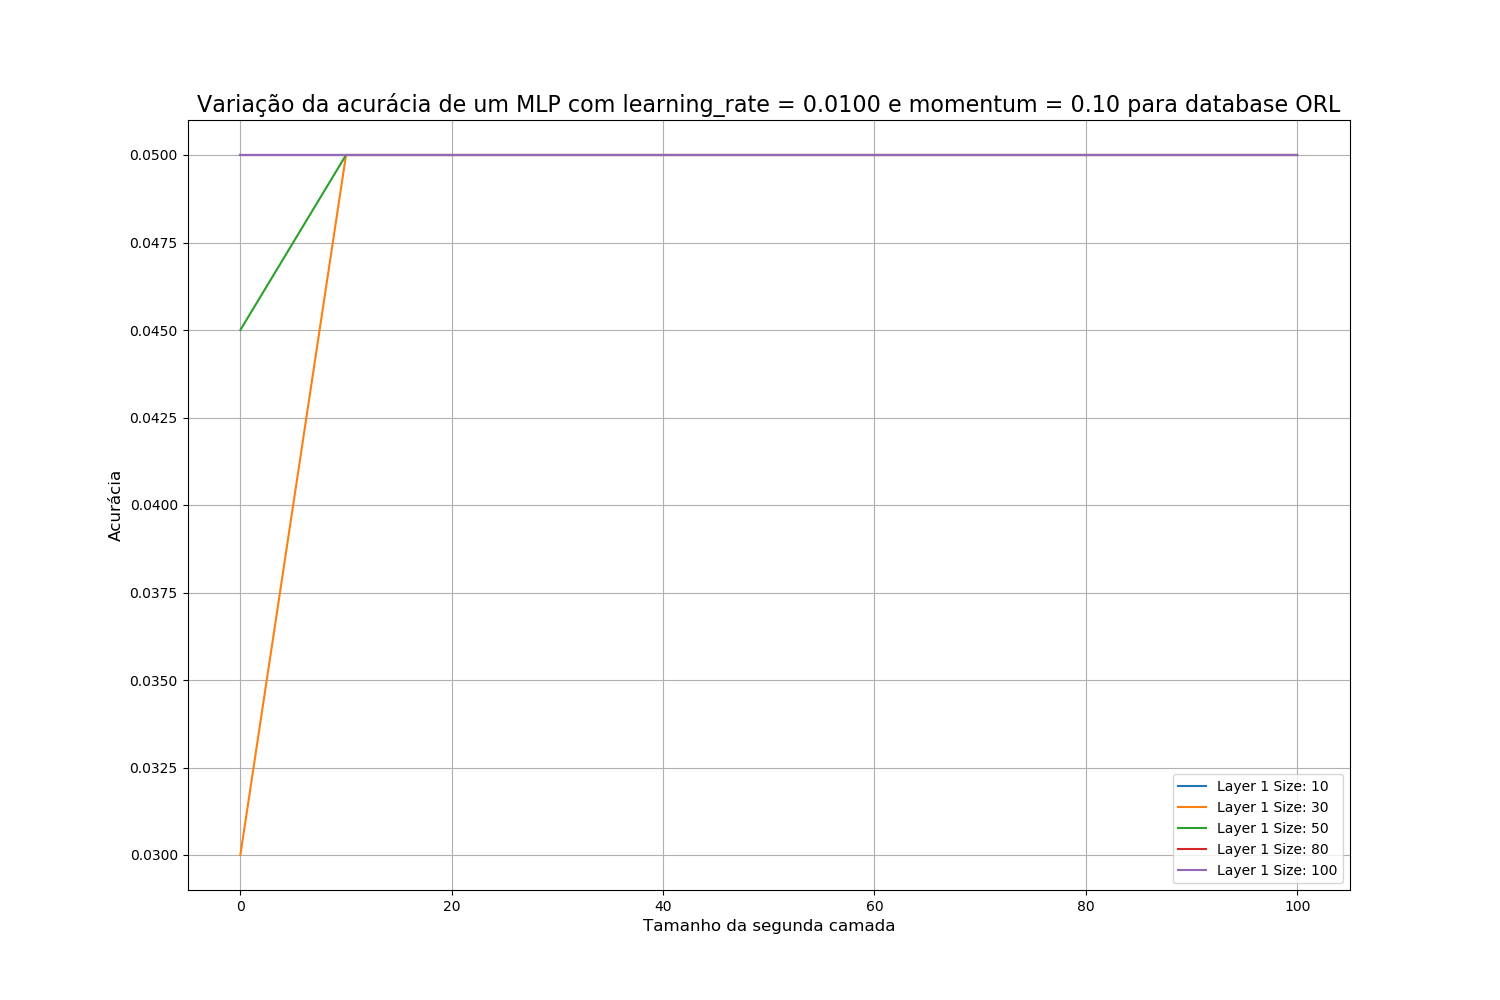 Variação da acurácia de um MLP com learning_rate = 0.0100 e momentum = 0.10 para database ORL
0.0500
0.0475
0.0450
0.0425
0.0400
0.0375
0.0350
0.0325
0.0300
Acurácia
Layer 1 Size: 10
Layer 1 Size: 30
Layer 1 Size: 50
Layer 1 Size: 80
Layer 1 Size: 100
0 20 40 60 80 100
Tamanho da segunda camada